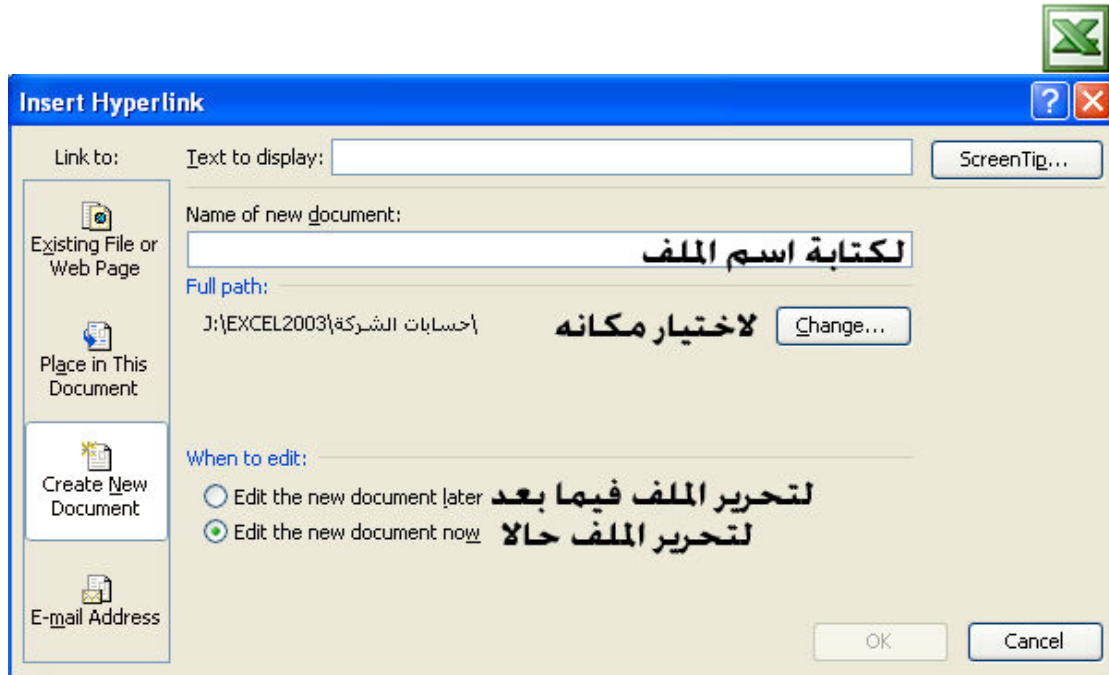 Insert Hyperlink
Link to:
Text to display:
ScreenTip...
Existing File or
Web Page
Place in This
Document
Create New
Document
E-mail Address
Name of new document:
لكتابة اسم الملف
Full path:
J:\EXCEL2003\حسابات الشركة\
لاختيار مكانه
Change...
When to edit:
Edit the new document later لتحرير الملف فيما بعد
Edit the new document now لتحرير الملف حالا
OK
Cancel